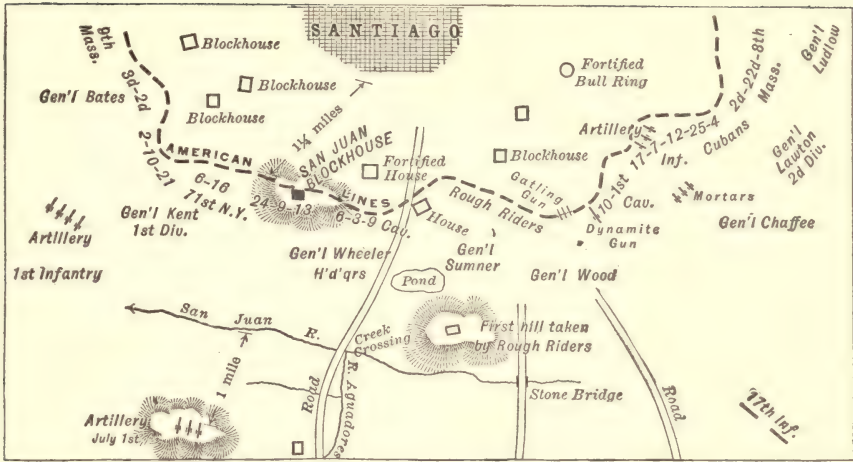 SANTIAGO
9th
Mass.
3d-2d
Gen'l Bates
2-10-21
Blockhouse
Blockhouse
Blockhouse
1¼ miles
Fortified
Bull Ring
2d-22d-8th
Mass.
Gen'l
Ludlow
AMERICAN
LINES
SAN JUAN
BLOCKHOUSE
Fortified
House
Blockhouse
Artillery
Inf.
17-7-12-25-4
Cubans
Gen'l
Lawton
2d Div.
6-16
71st N.Y.
24-9-13
6-3-9 Cav.
House
Rough Riders
Gatling
Gun
10-1st
Cav.
Mortars
Gen'l Chaffee
Dynamite
Gun
Artillery
1st Infantry
Gen'l Kent
1st Div.
Gen'l Wheeler
H'd'qrs
Gen'l
Sumner
Gen'l Wood
Pond
San Juan R.
Creek
Crossing
First hill taken
by Rough Riders
1 mile
Road
R. Aguadores
Stone Bridge
Road
17th Inf.
Artillery
July 1st,